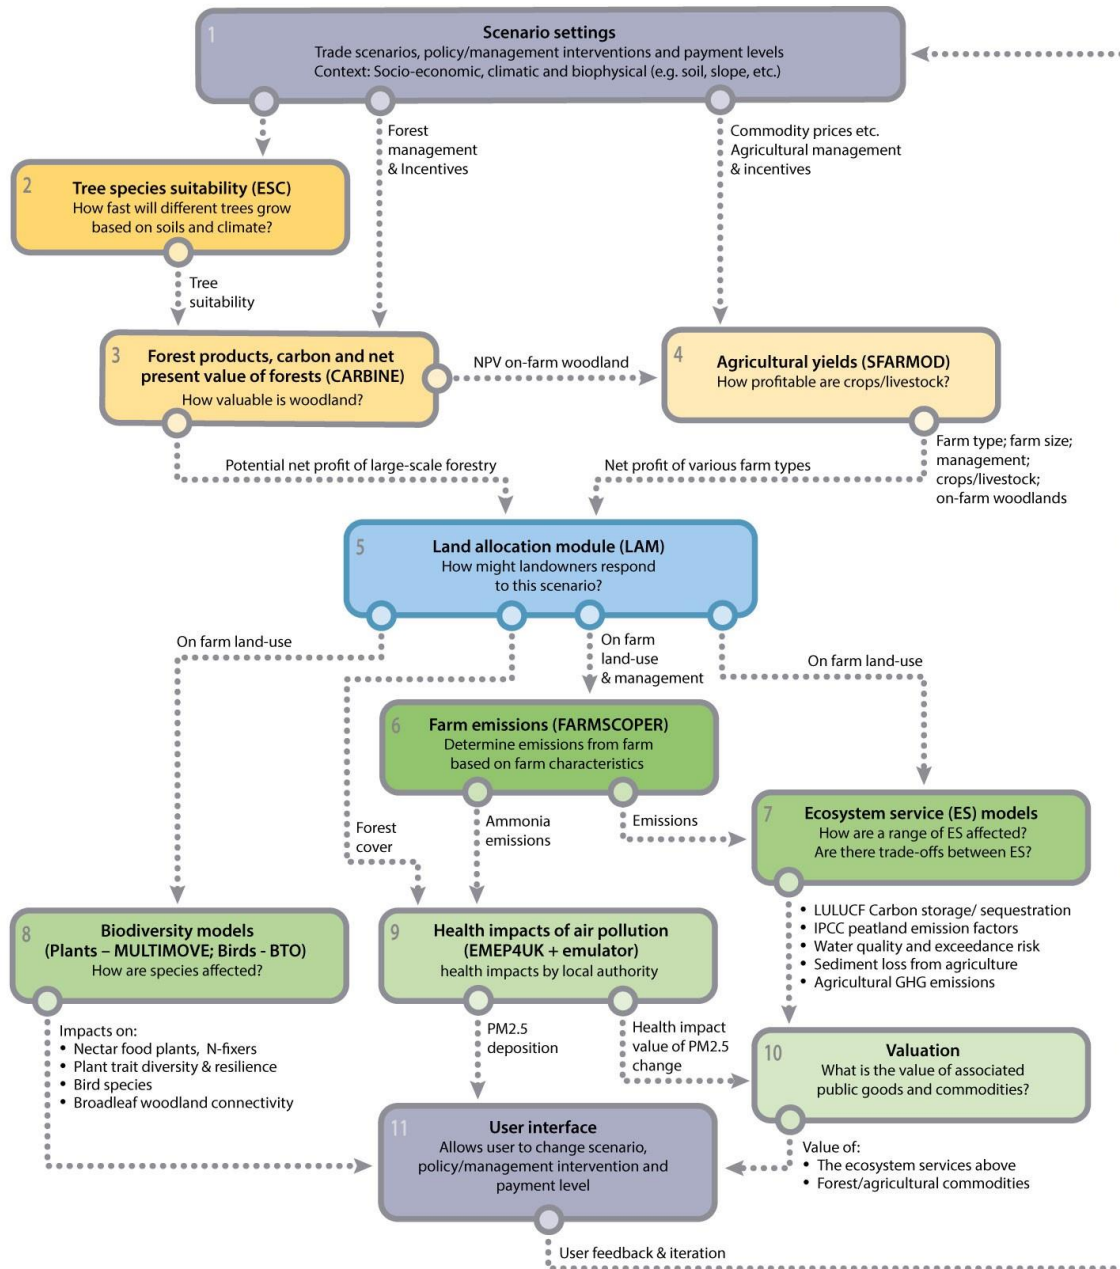 1
Scenario settings
Trade scenarios, policy/management interventions and payment levels
Context: Socio-economic, climatic and biophysical (e.g. soil, slope, etc.)
Forest
management
& Incentives
Commodity prices etc.
Agricultural management
& incentives
2
Tree species suitability (ESC)
How fast will different trees grow
based on soils and climate?
Tree
suitability
3
Forest products, carbon and net
present value of forests (CARBINE)
How valuable is woodland?
NPV on-farm woodland
4
Agricultural yields (SFARMOD)
How profitable are crops/livestock?
Potential net profit of large-scale forestry
Net profit of various farm types
Farm type; farm size;
management;
crops/livestock;
on-farm woodlands
5
Land allocation module (LAM)
How might landowners respond
to this scenario?
On farm land-use
On farm
land-use
& management
On farm land-use
6
Farm emissions (FARMSCOPER)
Determine emissions from farm
based on farm characteristics
Forest
cover
Ammonia
emissions
Emissions
7
Ecosystem service (ES) models
How are a range of ES affected?
Are there trade-offs between ES?
• LULUCF Carbon storage/ sequestration
• IPCC peatland emission factors
• Water quality and exceedance risk
• Sediment loss from agriculture
• Agricultural GHG emissions
8
Biodiversity models
(Plants – MULTIMOVE; Birds - BTO)
How are species affected?
9
Health impacts of air pollution
(EMEP4UK + emulator)
health impacts by local authority
Impacts on:
• Nectar food plants, N-fixers
• Plant trait diversity & resilience
• Bird species
• Broadleaf woodland connectivity
PM2.5
deposition
Health impact
value of PM2.5
change
10
Valuation
What is the value of associated
public goods and commodities?
11
User interface
Allows user to change scenario,
policy/management intervention and
payment level
Value of:
• The ecosystem services above
• Forest/agricultural commodities
User feedback & iteration